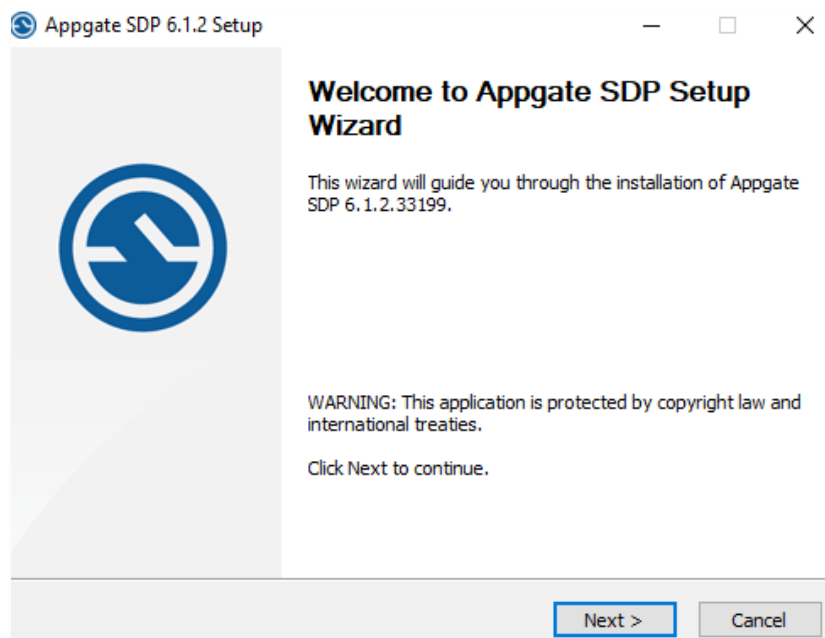 Appgate SDP 6.1.2 Setup
Welcome to Appgate SDP Setup
Wizard
This wizard will guide you through the installation of Appgate
SDP 6.1.2.33199.
WARNING: This application is protected by copyright law and
international treaties.
Click Next to continue.
Next >
Cancel